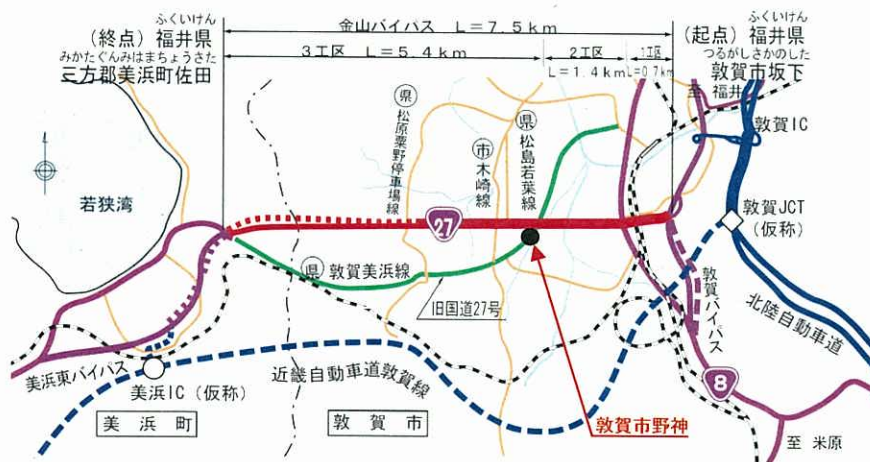 金山バイパス L=7.5km
ふくいけん
（終点）福井県
みかたぐんみはまちょうさた
三方郡美浜町佐田
3工区 L=5.4km
2工区
L=1.4km
1工区
L=0.7km
ふくいけん
（起点）福井県
つるがしさかのした
敦賀市坂下
至 福井
敦賀IC
県 松原粟野停車場線
市 木崎線
県 松島若葉線
若狭湾
27
敦賀JCT
（仮称）
県 敦賀美浜線
旧国道27号
敦賀バイパス
北陸自動車道
美浜東バイパス
美浜IC（仮称）
近畿自動車道敦賀線
8
美浜町
敦賀市
敦賀市野神
至 米原